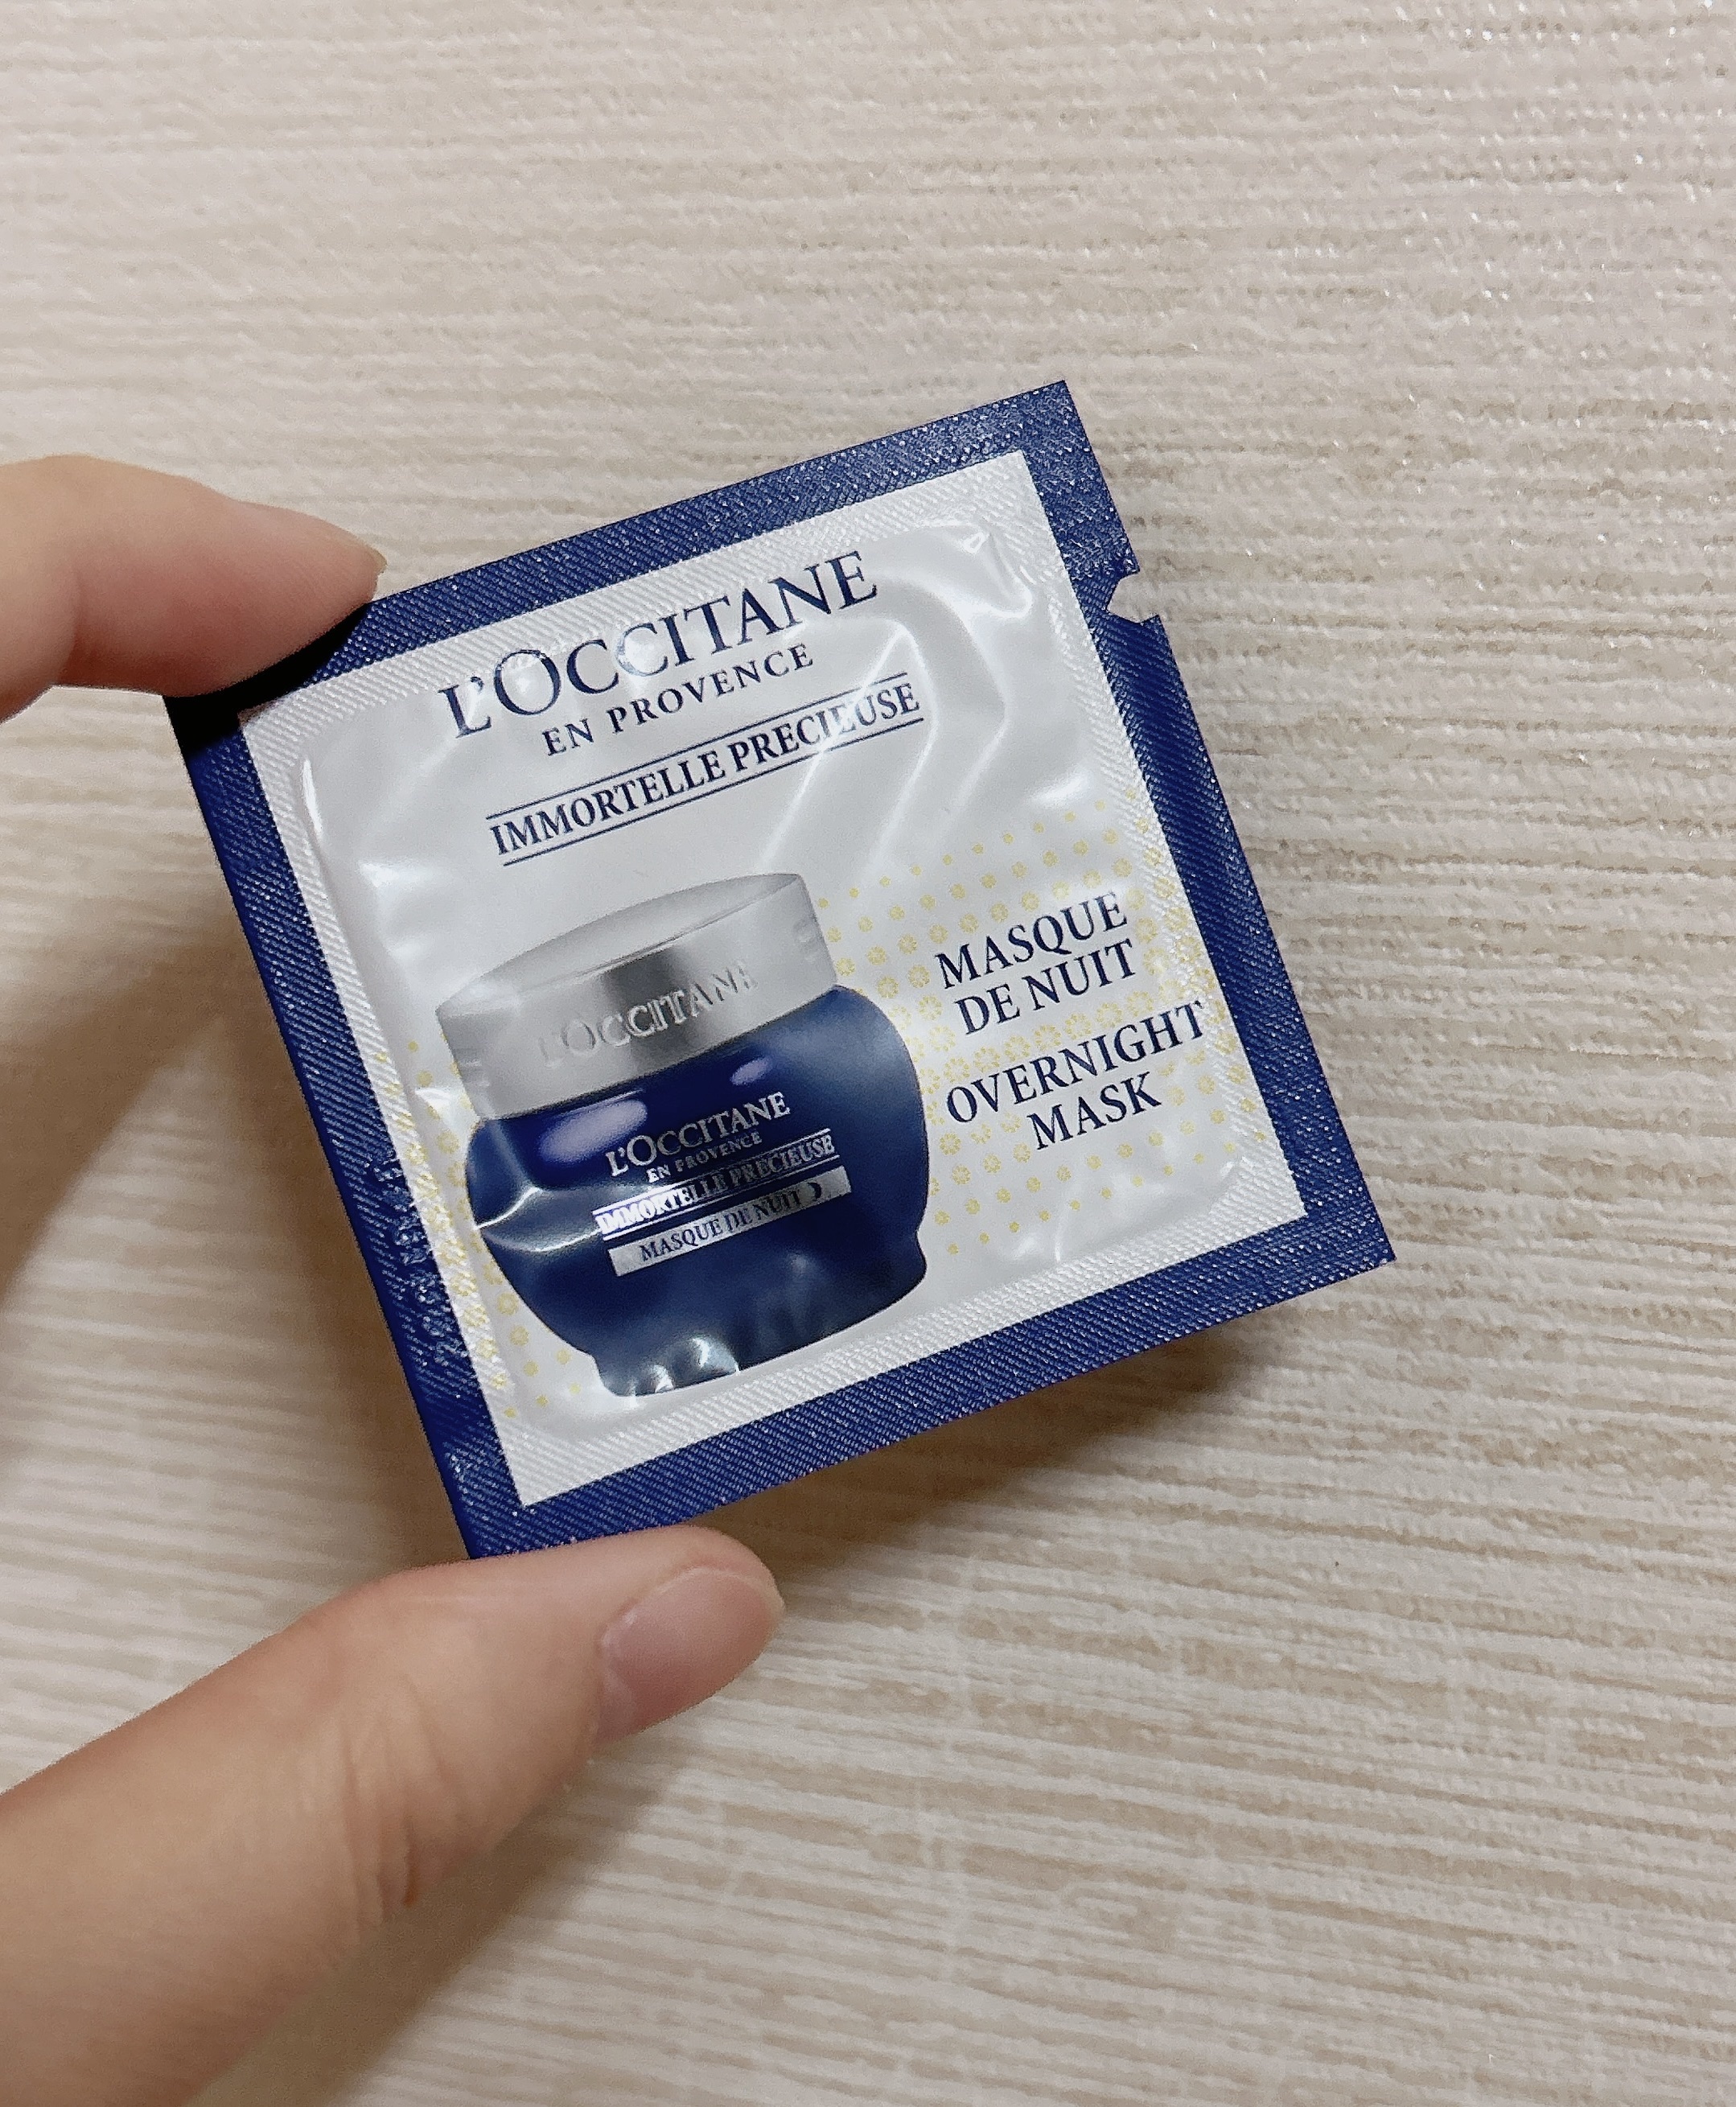 L'OCCITANE
EN PROVENCE
IMMORTELLE PRECIEUSE
MASQUE
DE NUIT
OVERNIGHT
MASK
L'OCCITANE
L'OCCITANE
EN PROVENCE
IMMORTELLE PRECIEUSE
MASQUE DE NUIT